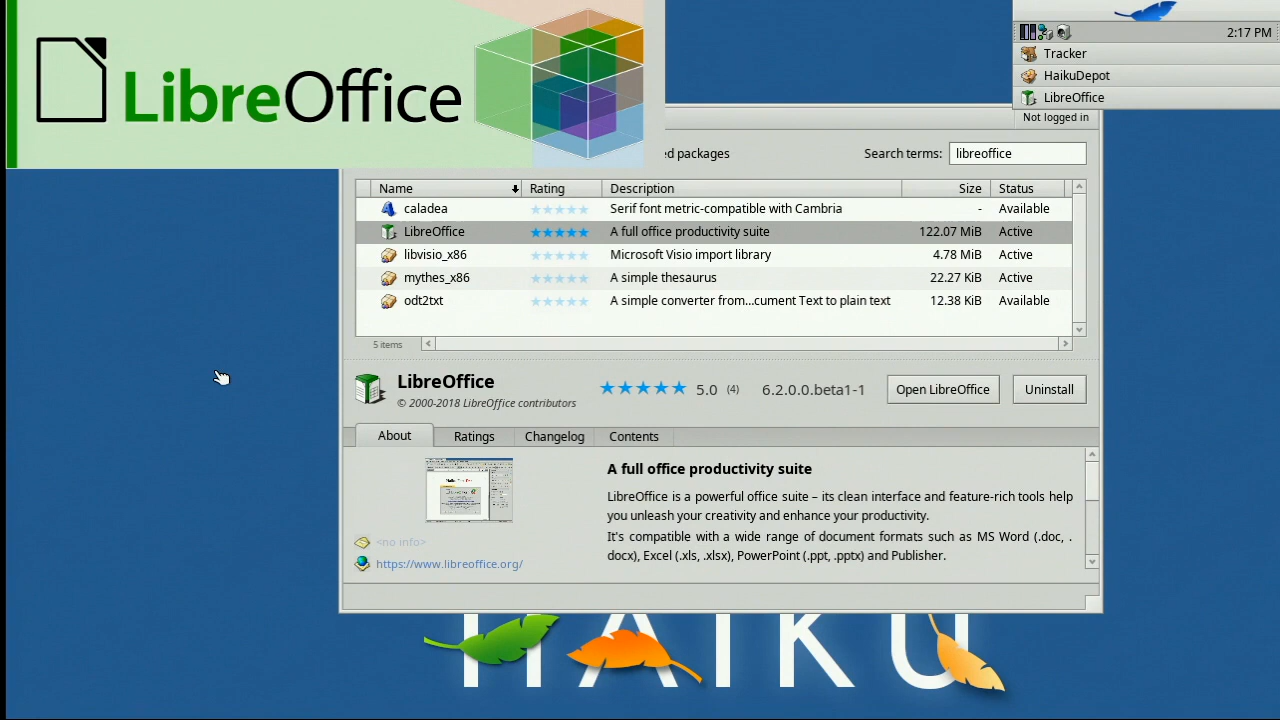 LibreOffice
2:17 PM
Tracker
HaikuDepot
LibreOffice
Not logged in
ed packages
Search terms: libreoffice
Name Rating Description Size Status
caladea Serif font metric-compatible with Cambria - Available
LibreOffice A full office productivity suite 122.07 MiB Active
libvisio_x86 Microsoft Visio import library 4.78 MiB Active
mythes_x86 A simple thesaurus 22.27 KiB Active
odt2txt A simple converter from...cument Text to plain text 12.38 KiB Available
5 items
LibreOffice
© 2000-2018 LibreOffice contributors
5.0 (4) 6.2.0.0.beta1-1 Open LibreOffice Uninstall
About Ratings Changelog Contents
A full office productivity suite
LibreOffice is a powerful office suite – its clean interface and feature-rich tools help
you unleash your creativity and enhance your productivity.
It's compatible with a wide range of document formats such as MS Word (.doc, .
docx), Excel (.xls, .xlsx), PowerPoint (.ppt, .pptx) and Publisher.
<no info>
https://www.libreoffice.org/
HAIKU